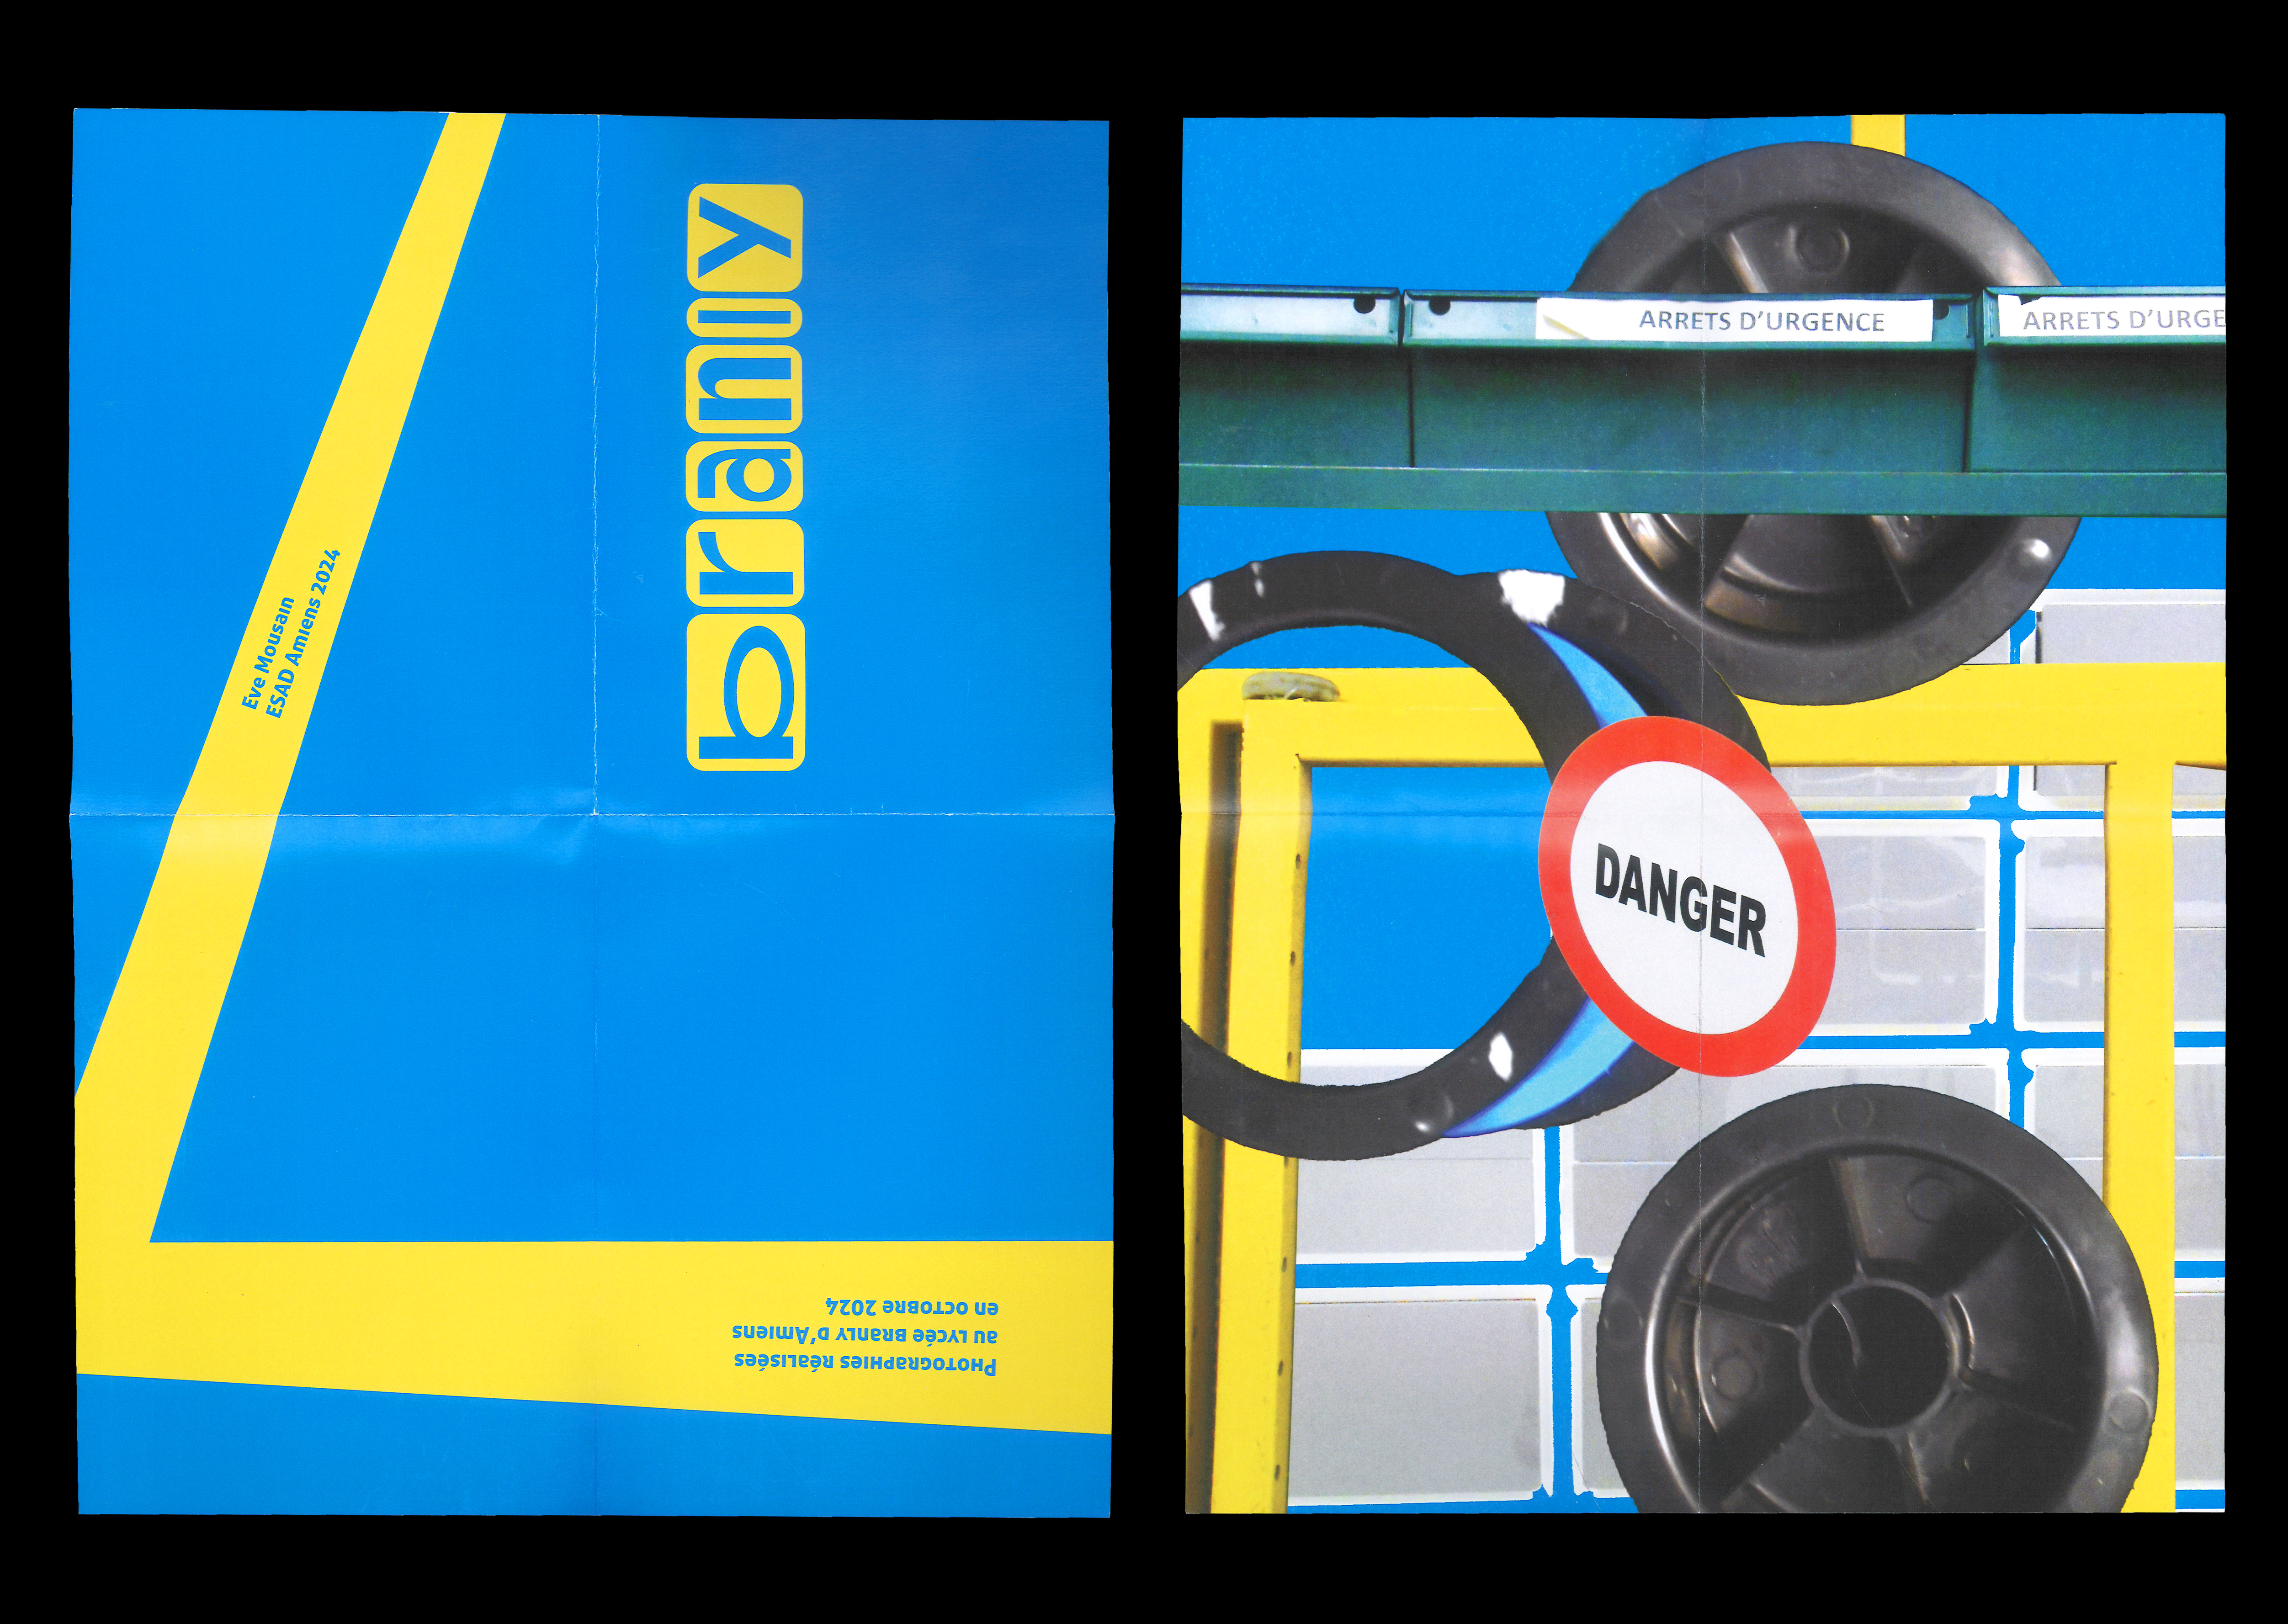 branly
Eve Mousain
ESAD Amiens 2024
Photographies réalisées
au lycée Branly d'Amiens
en octobre 2024
ARRETS D'URGENCE
ARRETS D'URGE
DANGER